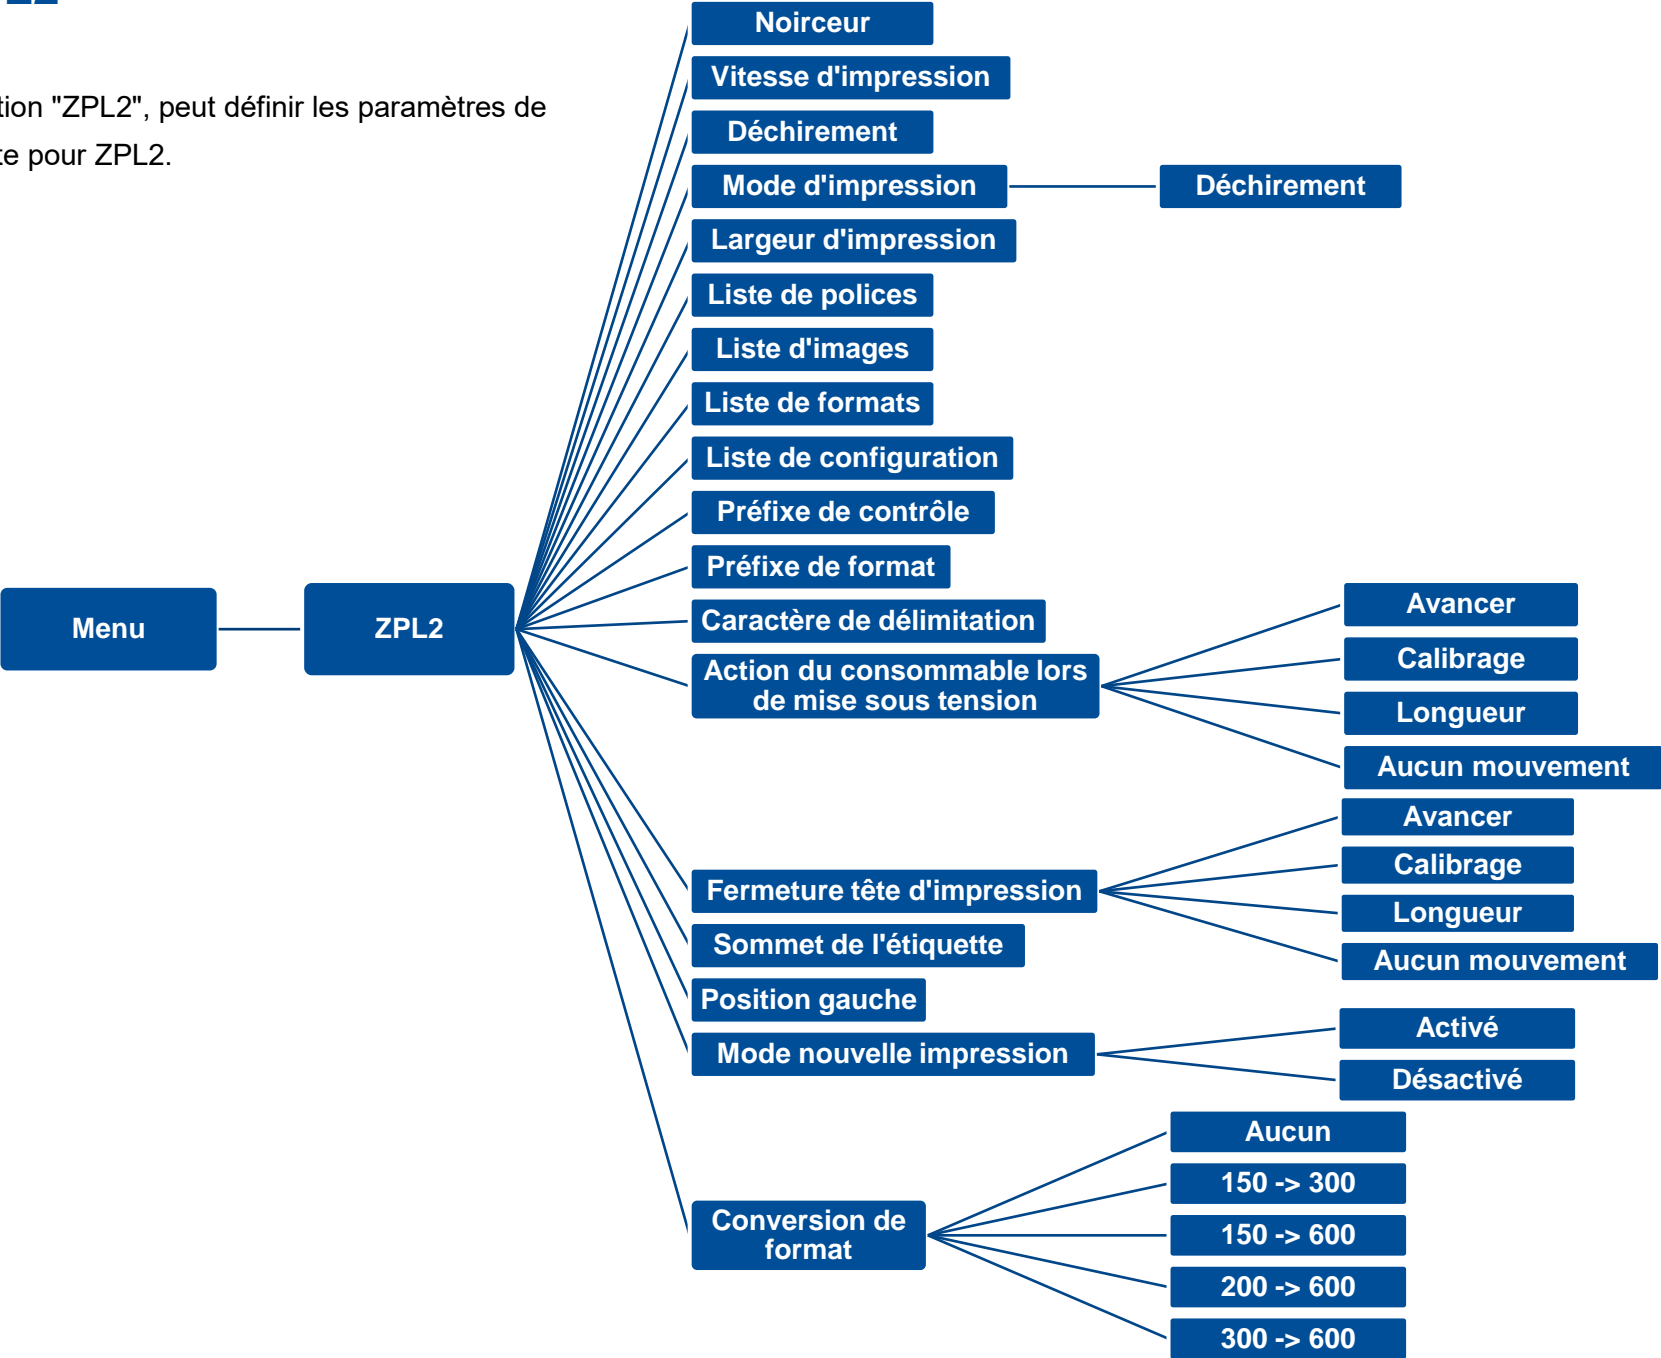 tion "ZPL2", peut définir les paramètres de
te pour ZPL2.
Menu
ZPL2
Noirceur
Vitesse d'impression
Déchirement
Mode d'impression
Déchirement
Largeur d'impression
Liste de polices
Liste d'images
Liste de formats
Liste de configuration
Préfixe de contrôle
Préfixe de format
Caractère de délimitation
Action du consommable lors
de mise sous tension
Avancer
Calibrage
Longueur
Aucun mouvement
Fermeture tête d'impression
Avancer
Calibrage
Longueur
Aucun mouvement
Sommet de l'étiquette
Position gauche
Mode nouvelle impression
Activé
Désactivé
Conversion de
format
Aucun
150 -> 300
150 -> 600
200 -> 600
300 -> 600